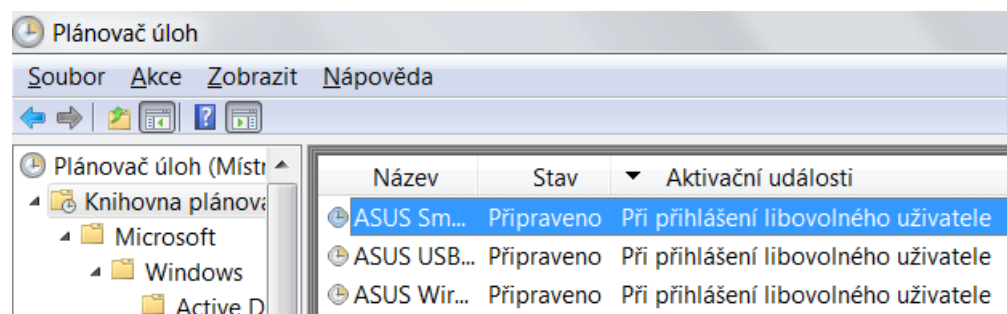 Plánovač úloh
Soubor Akce Zobrazit Nápověda
Plánovač úloh (Místr
Knihovna plánova
Microsoft
Windows
Active D
Název Stav Aktivační události
ASUS Sm... Připraveno Při přihlášení libovolného uživatele
ASUS USB... Připraveno Při přihlášení libovolného uživatele
ASUS Wir... Připraveno Při přihlášení libovolného uživatele